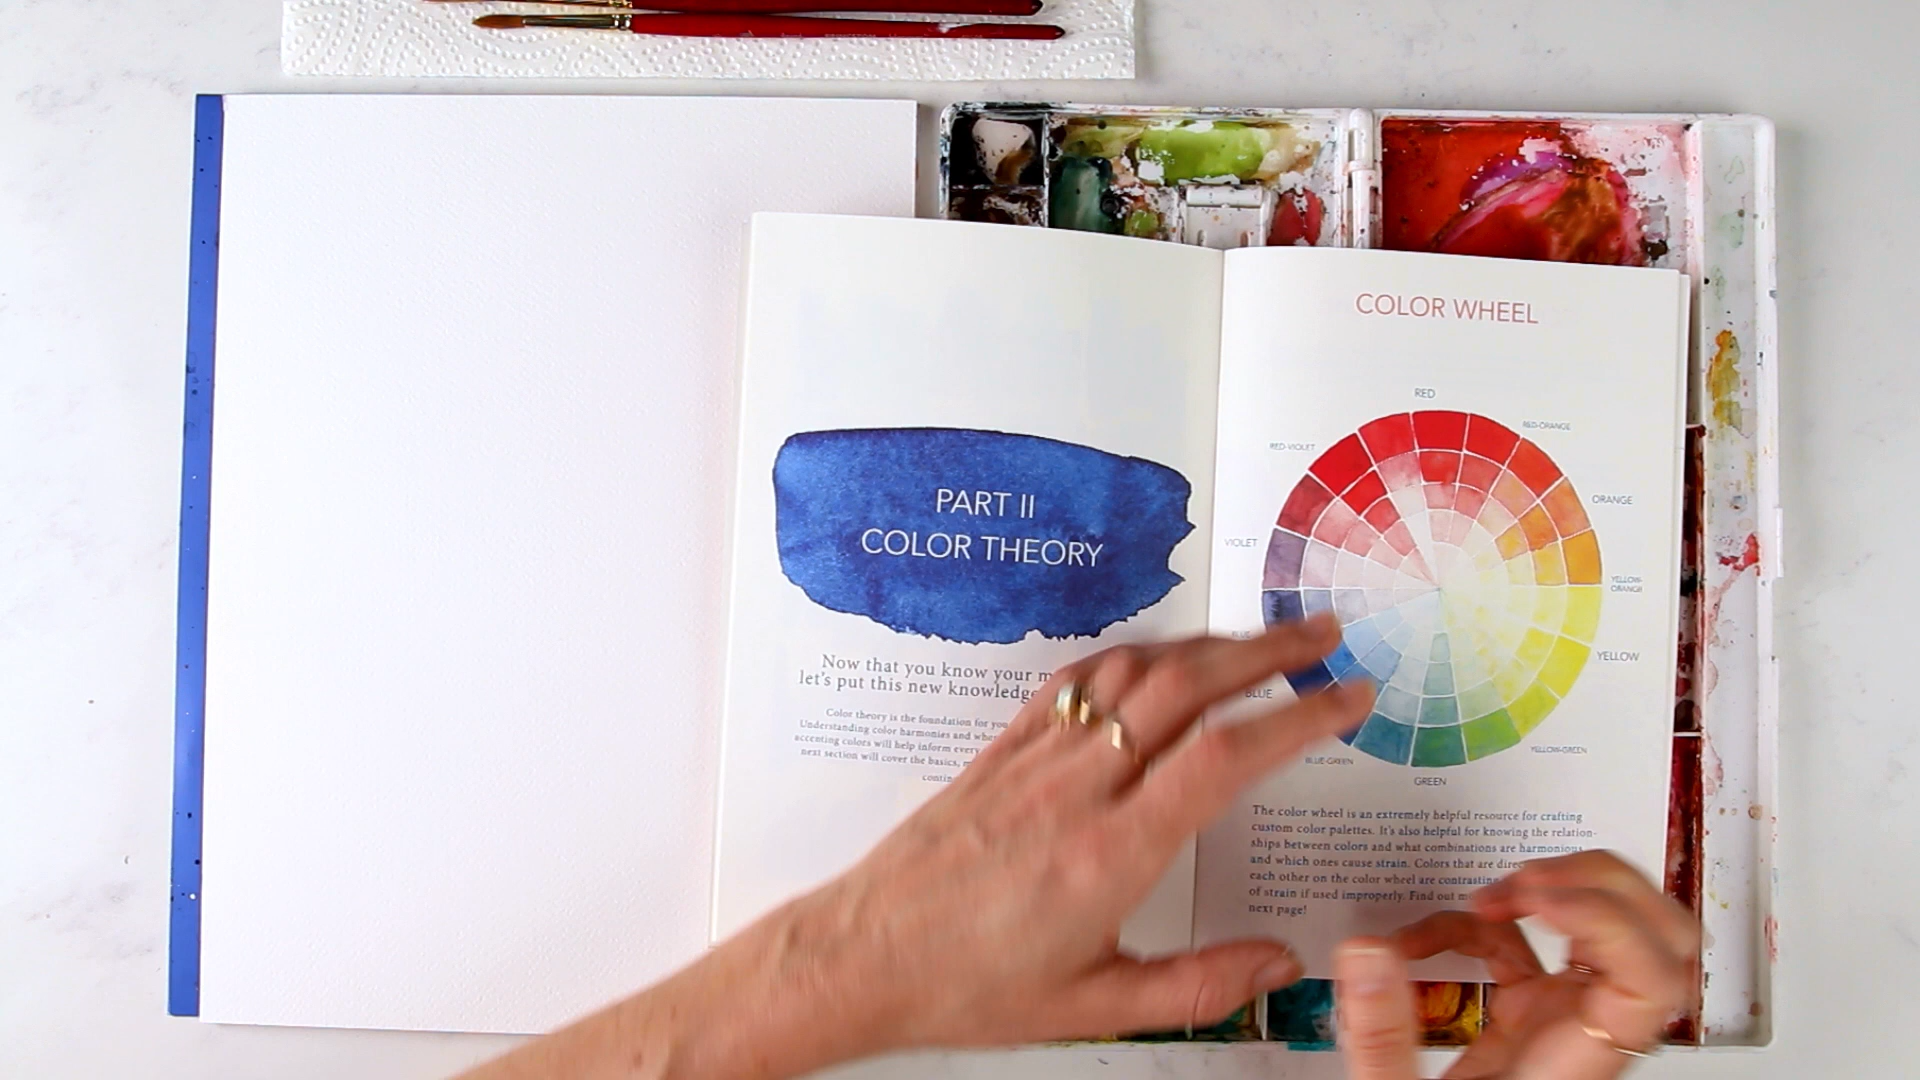 PART II
COLOR THEORY
Now that you know your
let's put this new knowledge
Color theory is the foundation for
Understanding color harmonies and
accenting colors will help inform every
next section will cover the basics,
COLOR WHEEL
RED
RED-VIOLET
RED-ORANGE
ORANGE
VIOLET
YELLOW-
ORANGE
BLUE
YELLOW
BLUE
YELLOW-GREEN
BLUE-GREEN
GREEN
The color wheel is an extremely helpful resource for crafting
custom color palettes. It's also helpful for knowing the relation-
ships between colors and what combinations are harmonious
and which ones cause strain. Colors that are
each other on the color wheel are
of strain if used improperly. Find out
next page!